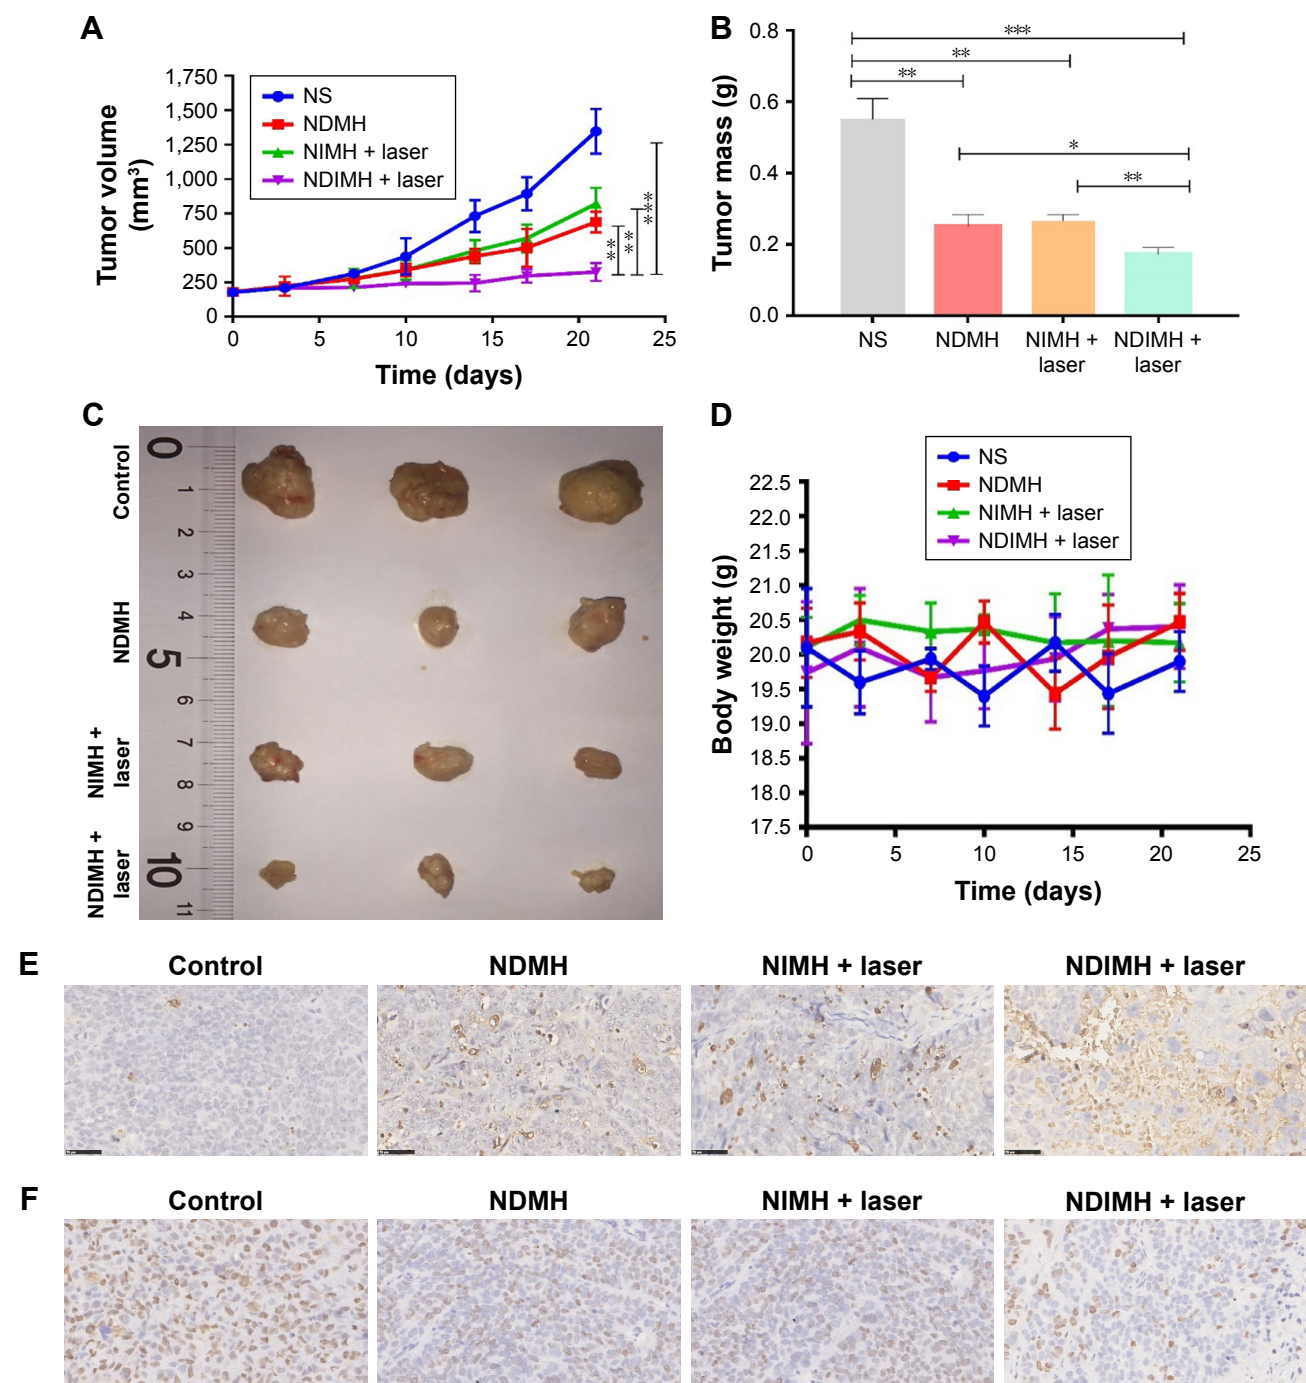 A
1,750
1,500
1,250
1,000
750
500
250
0
Tumor volume
(mm³)
NS
NDMH
NIMH + laser
NDIMH + laser
**
**
***
0
5
10
15
20
25
Time (days)
B
0.8
0.6
0.4
0.2
0.0
Tumor mass (g)
***
**
**
*
**
NS
NDMH
NIMH +
laser
NDIMH +
laser
C
Control
NDMH
NIMH +
laser
NDIMH +
laser
0
1
2
3
4
5
6
7
8
9
10
11
D
NS
NDMH
NIMH + laser
NDIMH + laser
22.5
22.0
21.5
21.0
20.5
20.0
19.5
19.0
18.5
18.0
17.5
Body weight (g)
0
5
10
15
20
25
Time (days)
E
Control
NDMH
NIMH + laser
NDIMH + laser
F
Control
NDMH
NIMH + laser
NDIMH + laser